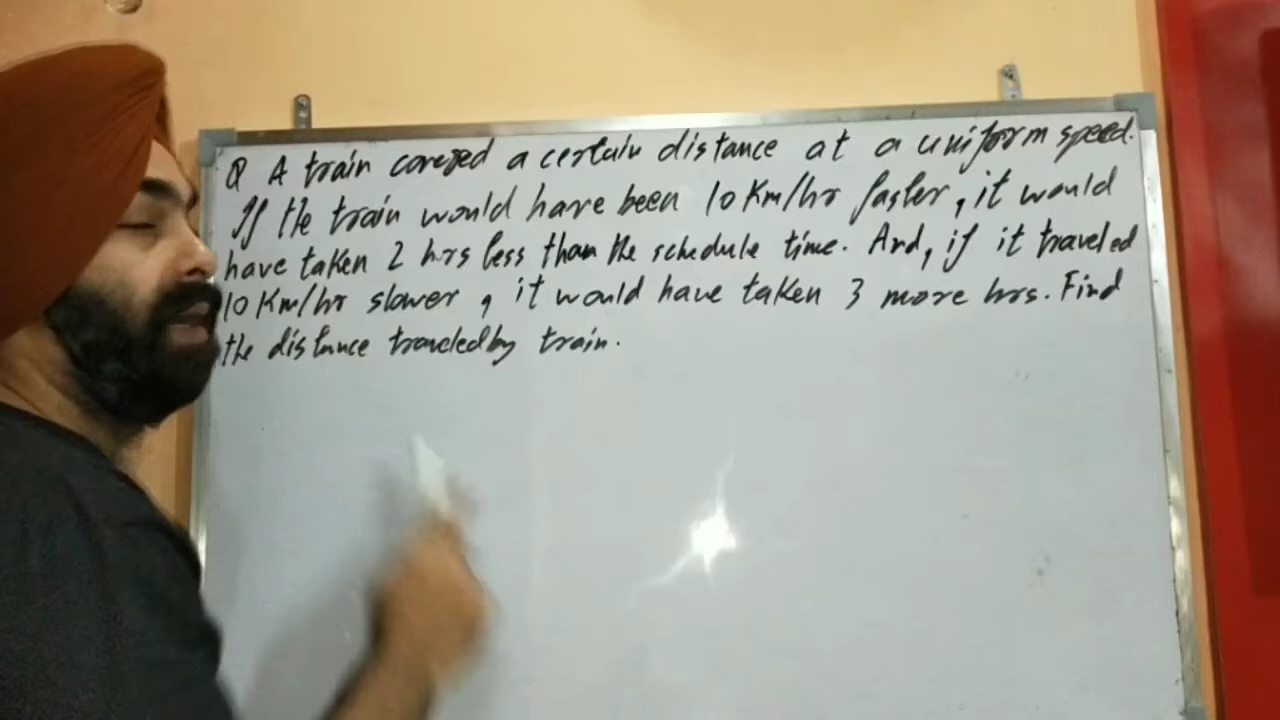 Q A train covered a certain distance at a uniform speed.
If the train would have been 10 Km/hr faster, it would
have taken 2 hrs less than the schedule time. And, if it traveled
10 Km/hr slower, it would have taken 3 more hrs. Find
the distance traveled by train.